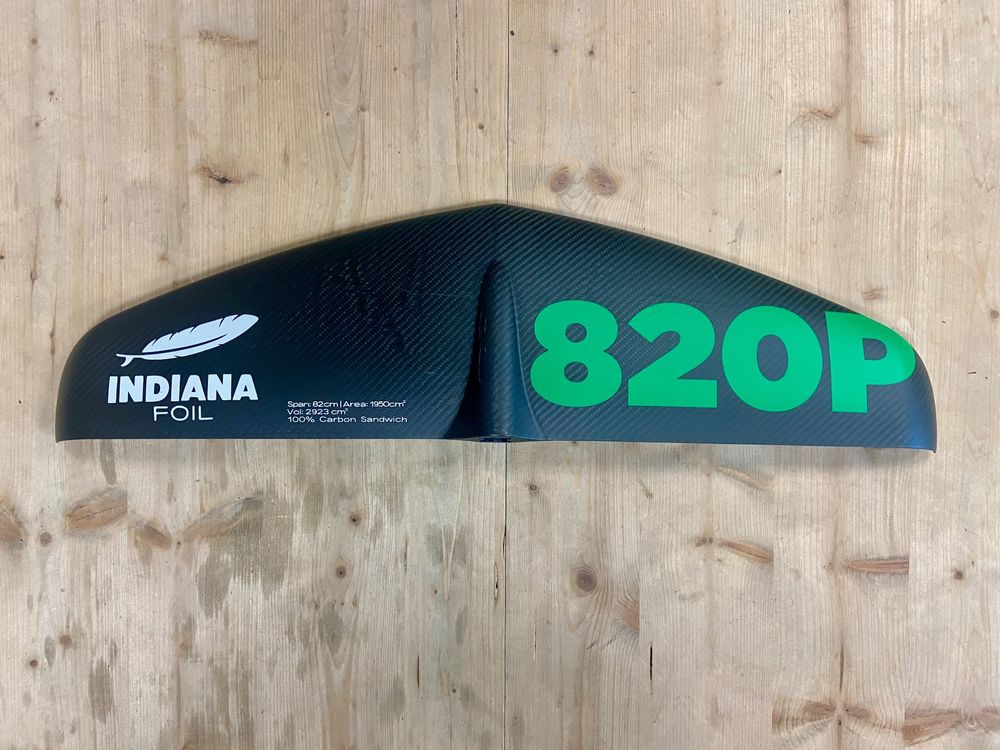 INDIANA
FOIL
Span: 82cm | Area: 1950cm²
Vol: 2923 cm³
100% Carbon Sandwich
820P